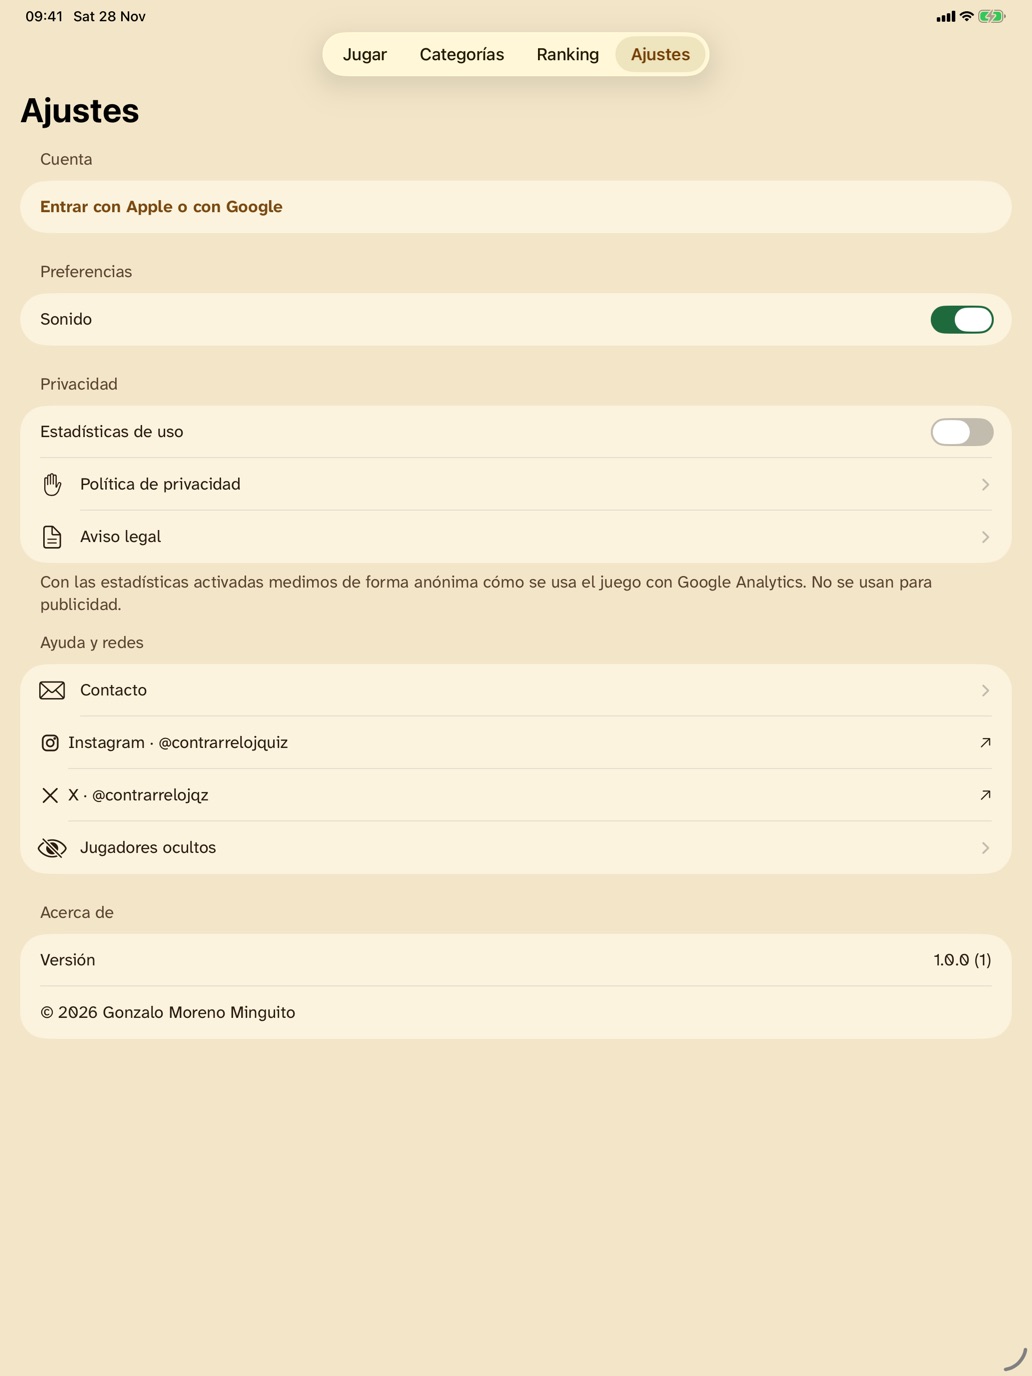 09:41 Sat 28 Nov
Jugar Categorías Ranking Ajustes
Ajustes
Cuenta
Entrar con Apple o con Google
Preferencias
Sonido
Privacidad
Estadísticas de uso
Política de privacidad
Aviso legal
Con las estadísticas activadas medimos de forma anónima cómo se usa el juego con Google Analytics. No se usan para
publicidad.
Ayuda y redes
Contacto
Instagram · @contrarrelojquiz
X · @contrarrelojqz
Jugadores ocultos
Acerca de
Versión 1.0.0 (1)
© 2026 Gonzalo Moreno Minguito